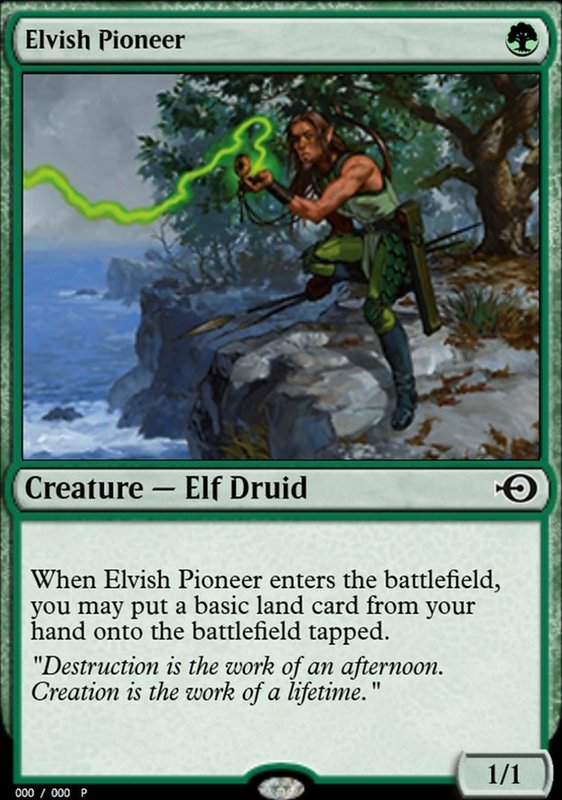 Elvish Pioneer
Creature — Elf Druid
When Elvish Pioneer enters the battlefield,
you may put a basic land card from your
hand onto the battlefield tapped.
"Destruction is the work of an afternoon.
Creation is the work of a lifetime."
1/1
000 / 000 P